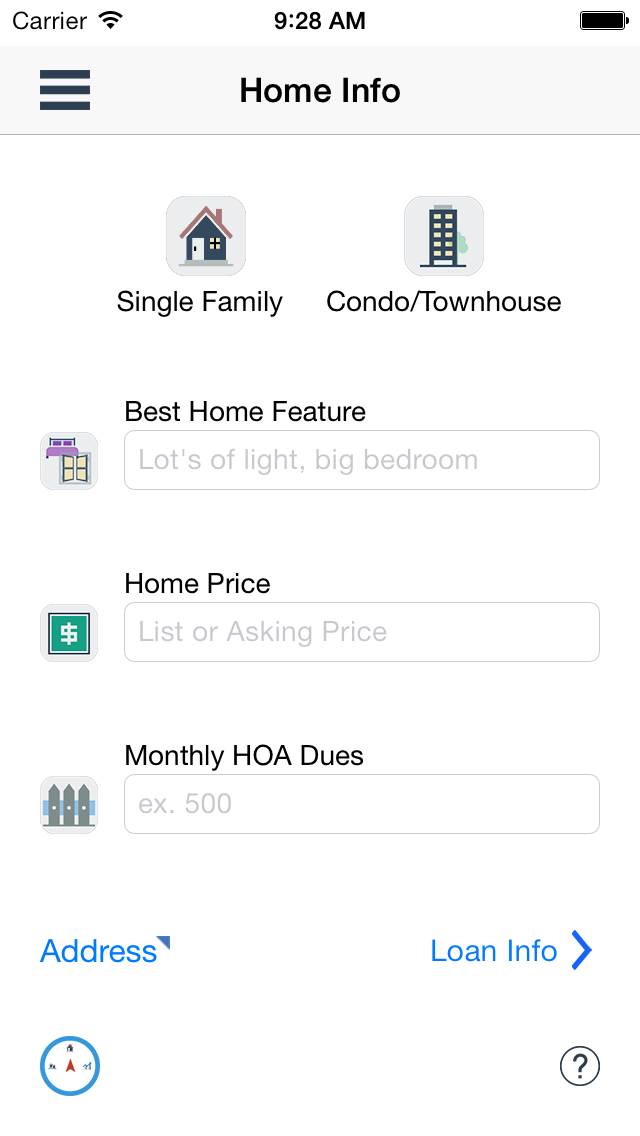 Carrier 9:28 AM
Home Info
Single Family Condo/Townhouse
Best Home Feature
Lot's of light, big bedroom
Home Price
$
List or Asking Price
Monthly HOA Dues
ex. 500
Address Loan Info
?